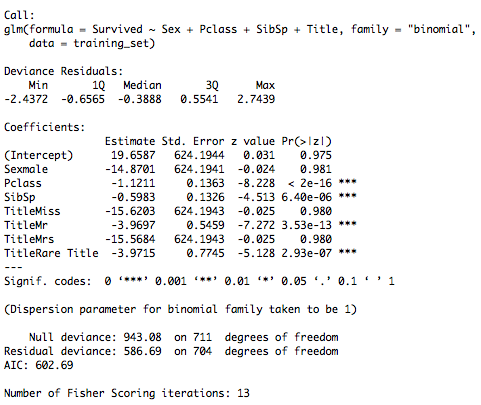 Call:
glm(formula = Survived ~ Sex + Pclass + SibSp + Title, family = "binomial",
    data = training_set)

Deviance Residuals:
    Min       1Q   Median       3Q      Max
-2.4372  -0.6565  -0.3888   0.5541   2.7439

Coefficients:
                Estimate Std. Error z value Pr(>|z|)
(Intercept)      19.6587   624.1944   0.031    0.975
Sexmale         -14.8701   624.1941  -0.024    0.981
Pclass           -1.1211     0.1363  -8.228  < 2e-16 ***
SibSp            -0.5983     0.1326  -4.513 6.40e-06 ***
TitleMiss       -15.6203   624.1943  -0.025    0.980
TitleMr          -3.9697     0.5459  -7.272 3.53e-13 ***
TitleMrs        -15.5684   624.1943  -0.025    0.980
TitleRare Title  -3.9715     0.7745  -5.128 2.93e-07 ***
---
Signif. codes:  0 ‘***’ 0.001 ‘**’ 0.01 ‘*’ 0.05 ‘.’ 0.1 ‘ ’ 1

(Dispersion parameter for binomial family taken to be 1)

    Null deviance: 943.08  on 711  degrees of freedom
Residual deviance: 586.69  on 704  degrees of freedom
AIC: 602.69

Number of Fisher Scoring iterations: 13